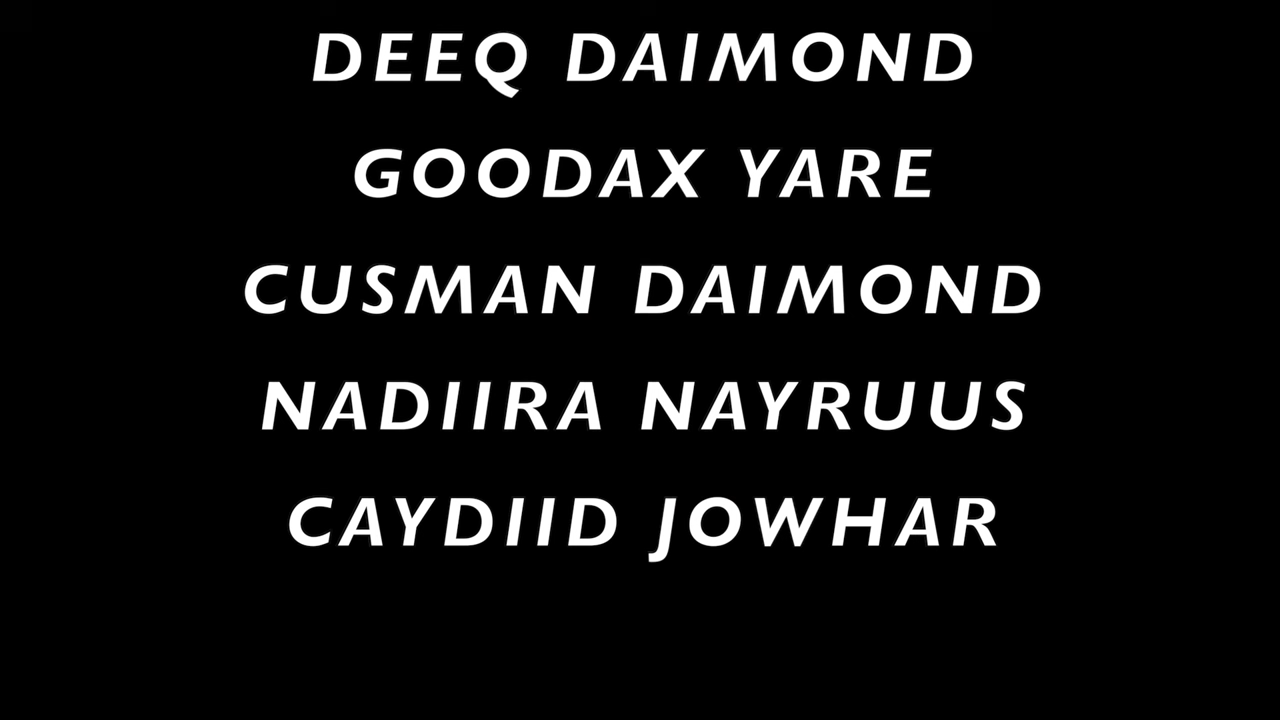 DEEQ DAIMOND
GOODAX YARE
CUSMAN DAIMOND
NADIIRA NAYRUUS
CAYDIID JOWHAR